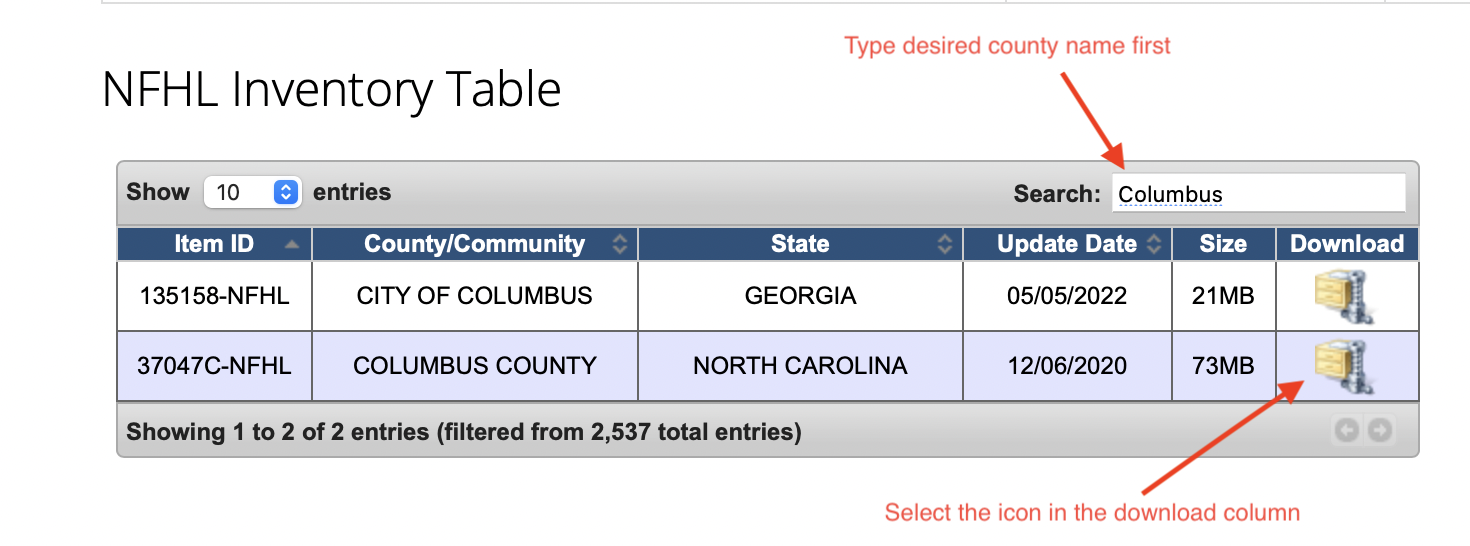 Type desired county name first
NFHL Inventory Table
Show 10 entries Search: Columbus
Item ID County/Community State Update Date Size Download
135158-NFHL CITY OF COLUMBUS GEORGIA 05/05/2022 21MB
37047C-NFHL COLUMBUS COUNTY NORTH CAROLINA 12/06/2020 73MB
Showing 1 to 2 of 2 entries (filtered from 2,537 total entries)
Select the icon in the download column